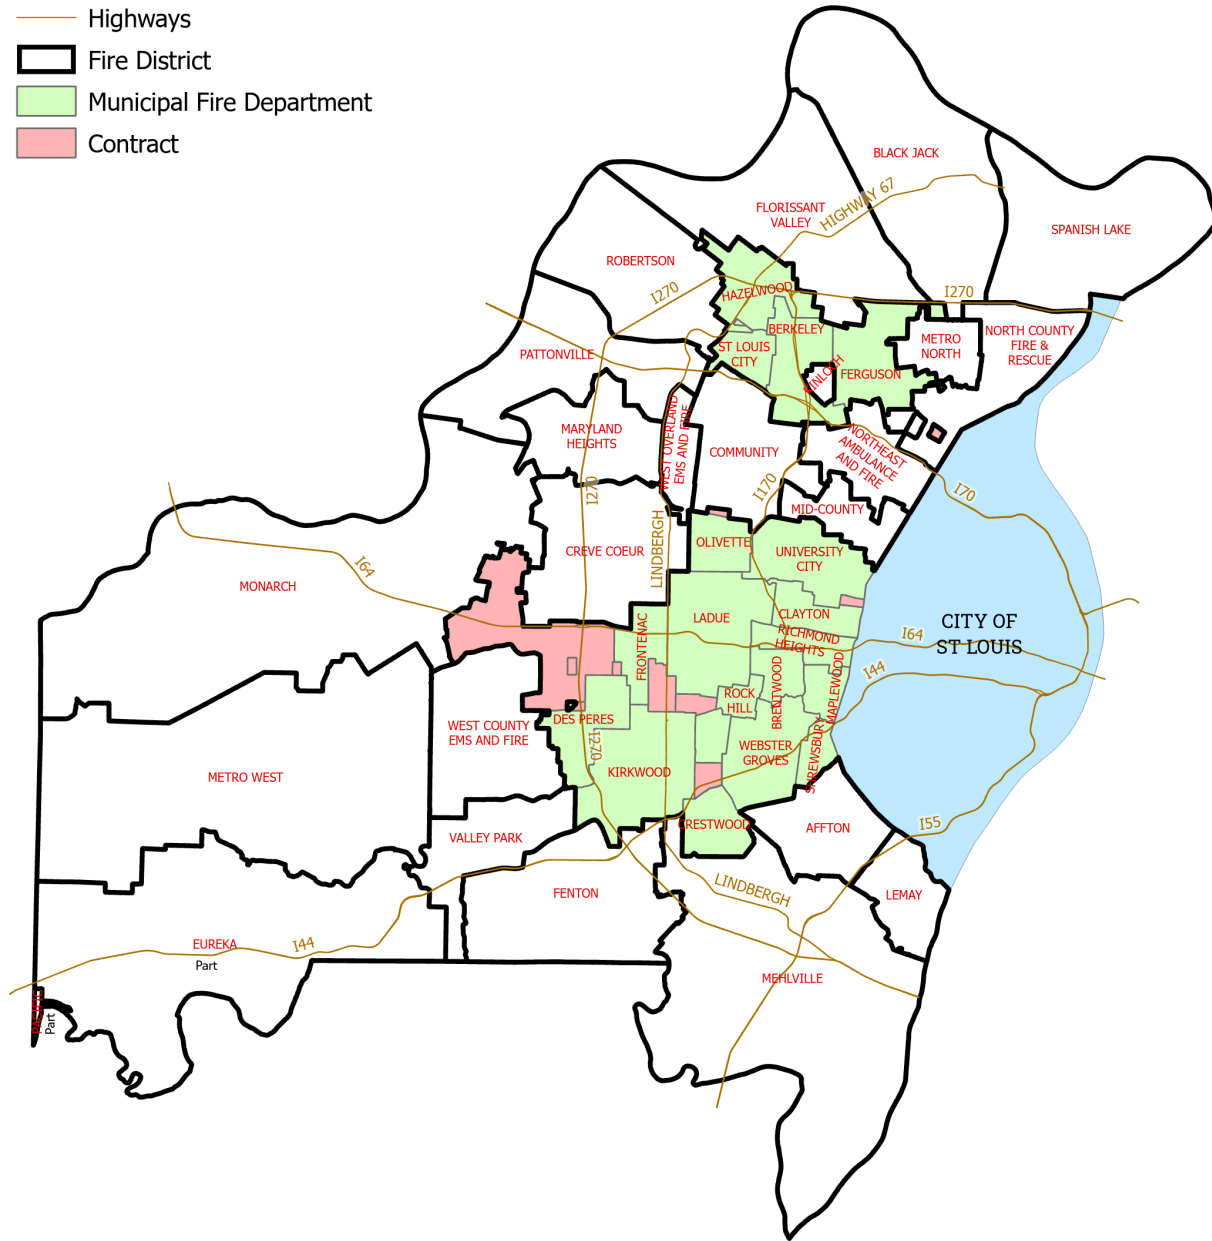 Highways
Fire District
Municipal Fire Department
Contract
BLACK JACK
HIGHWAY 67
FLORISSANT
VALLEY
SPANISH LAKE
ROBERTSON
I270
HAZELWOOD
I270
BERKELEY
NORTH COUNTY
FIRE &
RESCUE
METRO
NORTH
ST LOUIS
CITY
PATTONVILLE
KINLOCH
FERGUSON
MARYLAND
HEIGHTS
WEST OVERLAND
EMS AND FIRE
COMMUNITY
NORTHEAST
AMBULANCE
AND FIRE
I270
I170
I70
MID-COUNTY
LINDBERGH
OLIVETTE
CREVE COEUR
UNIVERSITY
CITY
I64
MONARCH
LADUE
CLAYTON
CITY OF
ST LOUIS
RICHMOND
HEIGHTS
I64
FRONTENAC
I44
MAPLEWOOD
BRENTWOOD
ROCK
HILL
DES PERES
WEST COUNTY
EMS AND FIRE
I270
WEBSTER
GROVES
SHREWSBURY
METRO WEST
KIRKWOOD
CRESTWOOD
AFFTON
I55
VALLEY PARK
FENTON
LINDBERGH
LEMAY
EUREKA
Part
I44
MEHLVILLE
Part